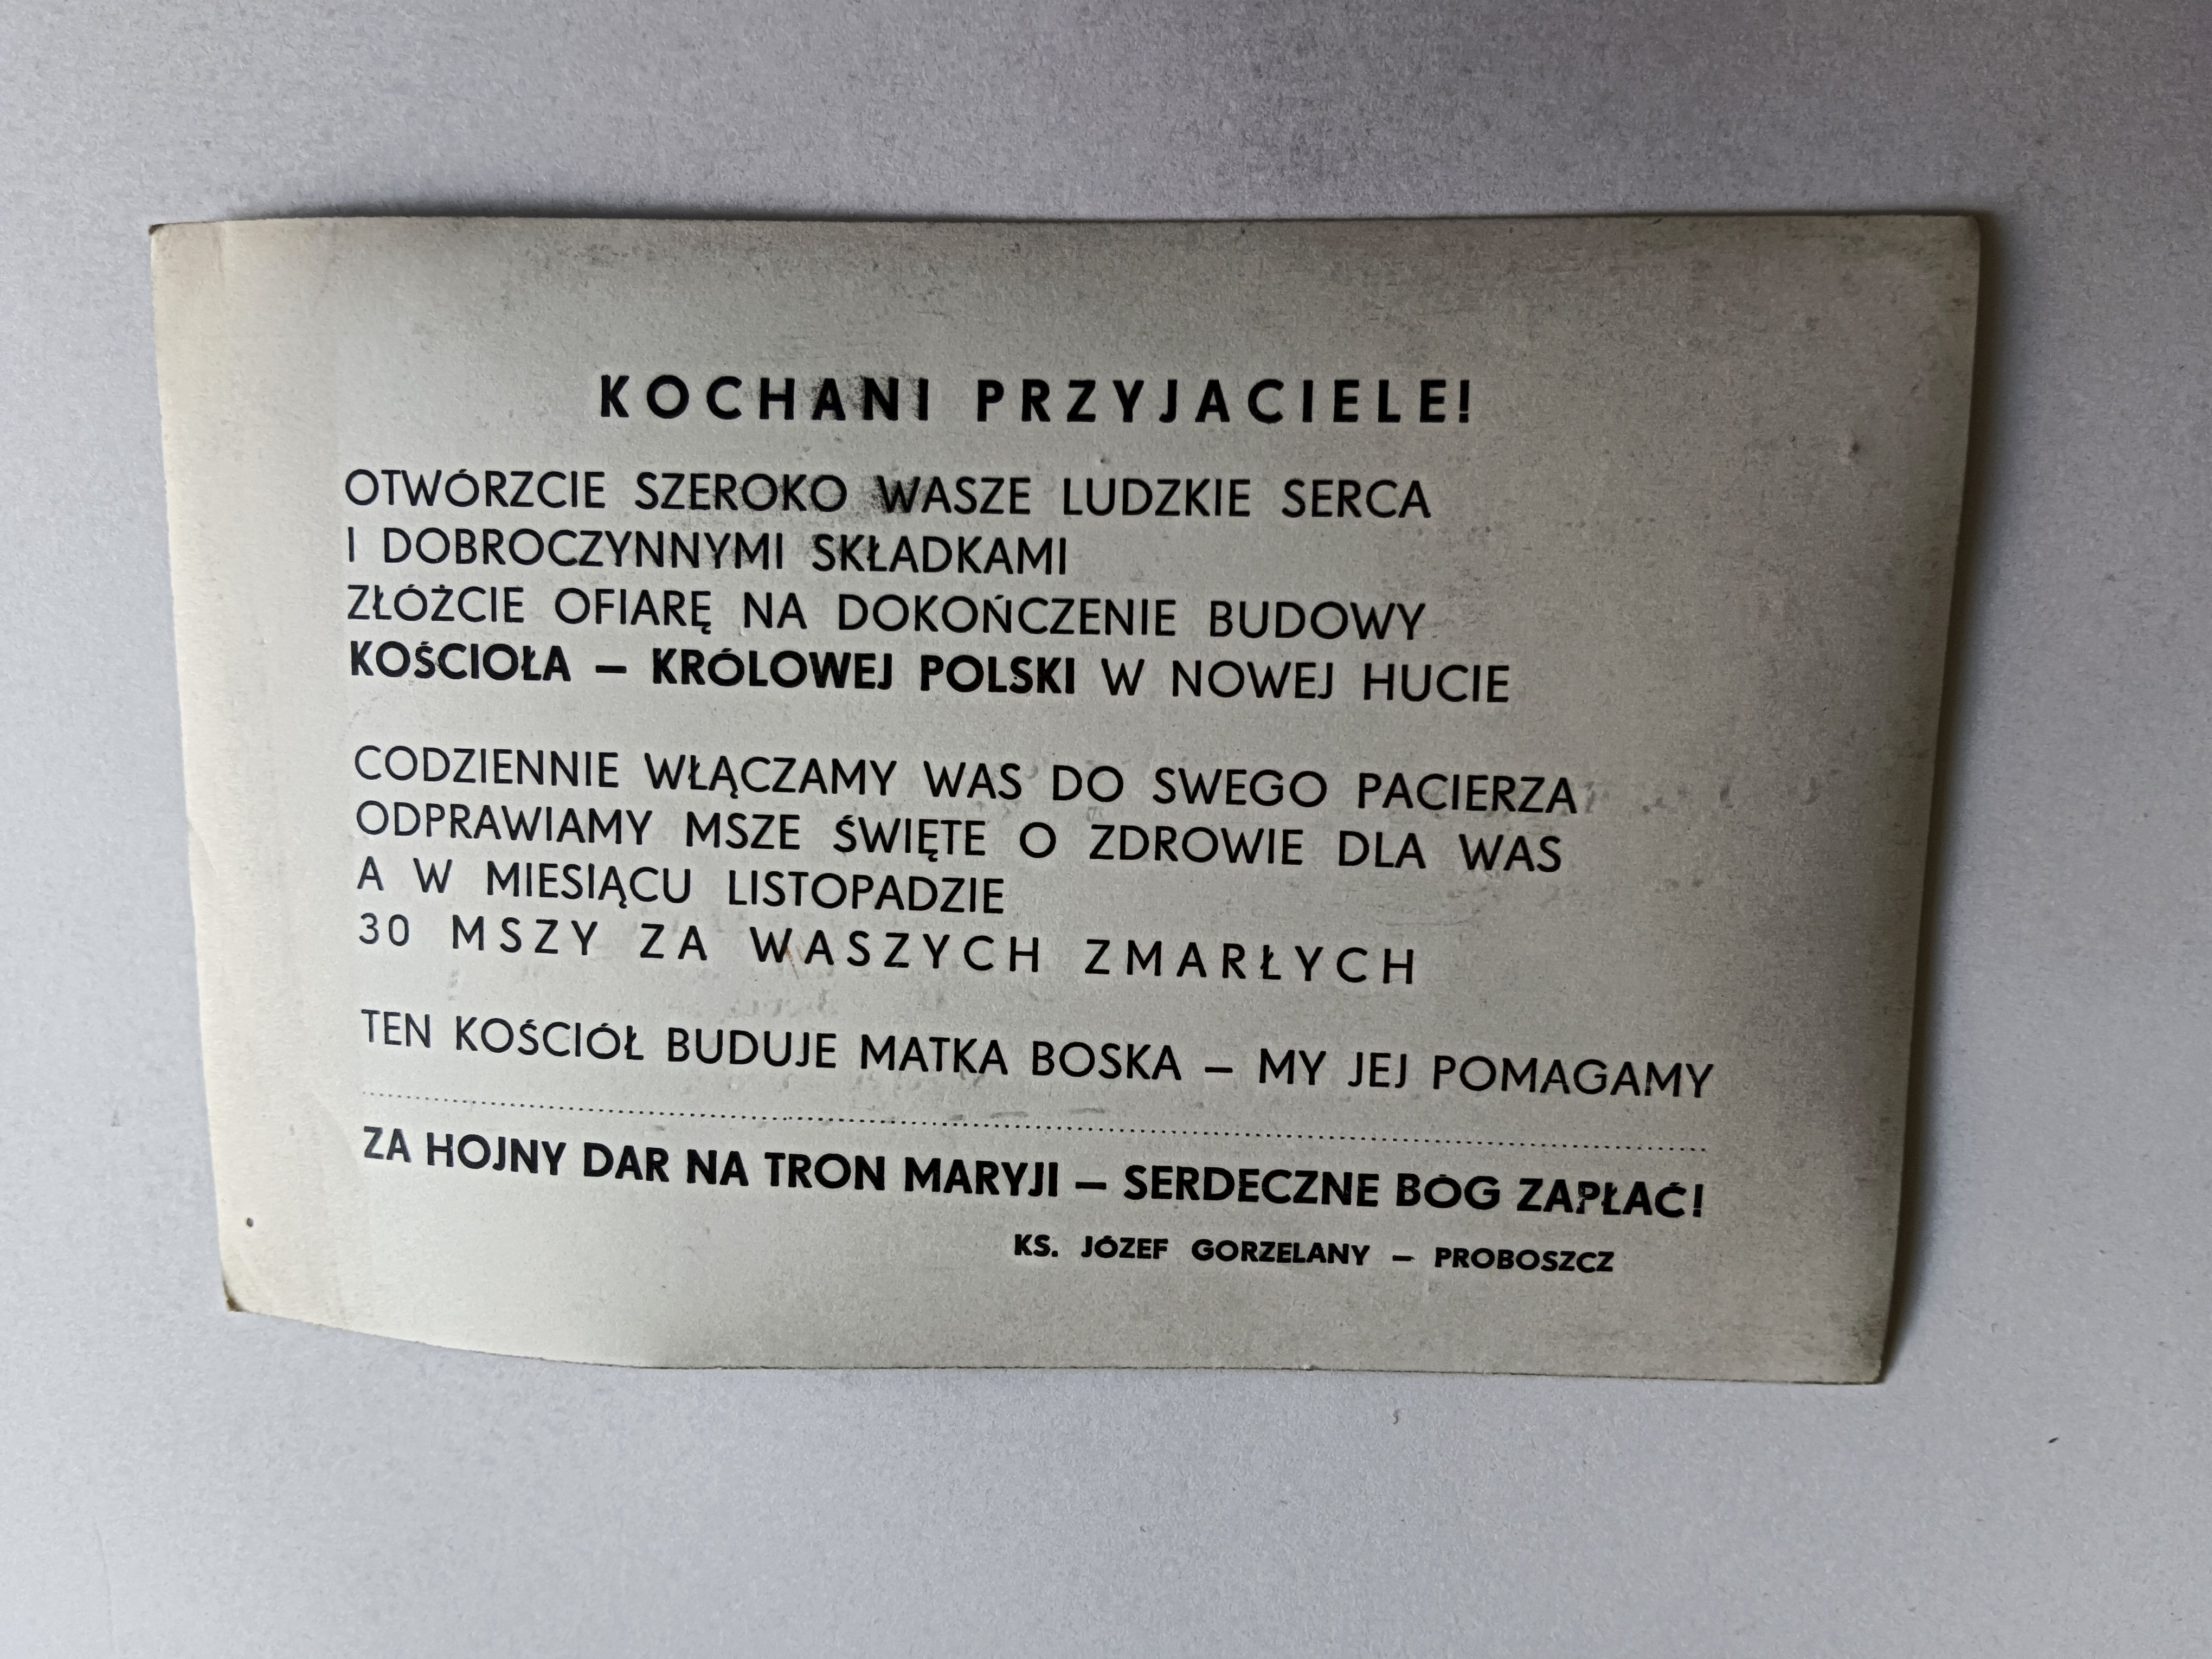 KOCHANI PRZYJACIELE!
OTWÓRZCIE SZEROKO WASZE LUDZKIE SERCA
I DOBROCZYNNYMI SKŁADKAMI
ZŁÓŻCIE OFIARĘ NA DOKOŃCZENIE BUDOWY
KOŚCIOŁA – KRÓLOWEJ POLSKI W NOWEJ HUCIE
CODZIENNIE WŁĄCZAMY WAS DO SWEGO PACIERZA
ODPRAWIAMY MSZE ŚWIĘTE O ZDROWIE DLA WAS
A W MIESIĄCU LISTOPADZIE
30 MSZY ZA WASZYCH ZMARŁYCH
TEN KOŚCIÓŁ BUDUJE MATKA BOSKA – MY JEJ POMAGAMY
ZA HOJNY DAR NA TRON MARYJI – SERDECZNE BÓG ZAPŁAĆ!
KS. JÓZEF GORZELANY – PROBOSZCZ